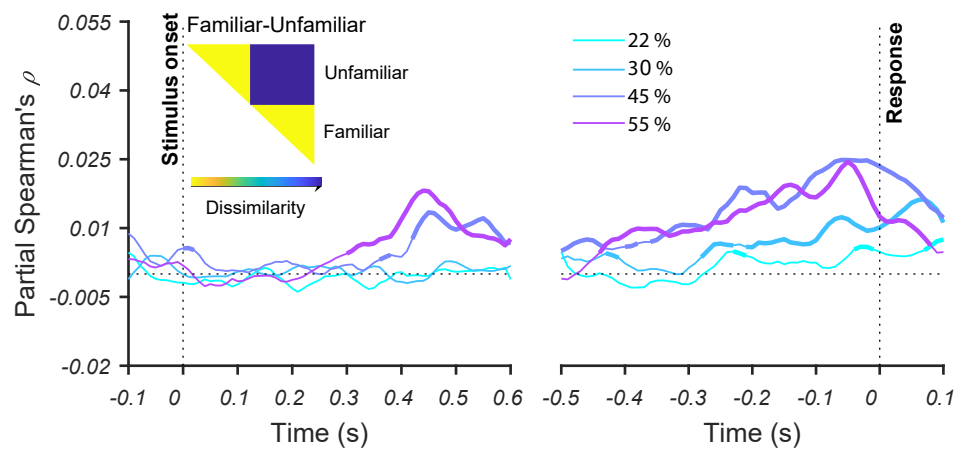 Familiar-Unfamiliar
Stimulus onset
Unfamiliar
Familiar
Dissimilarity
22 %
30 %
45 %
55 %
Response
Partial Spearman's ρ
0.055
0.04
0.025
0.01
-0.005
-0.02
-0.1 0 0.1 0.2 0.3 0.4 0.5 0.6
Time (s)
-0.5 -0.4 -0.3 -0.2 -0.1 0 0.1
Time (s)